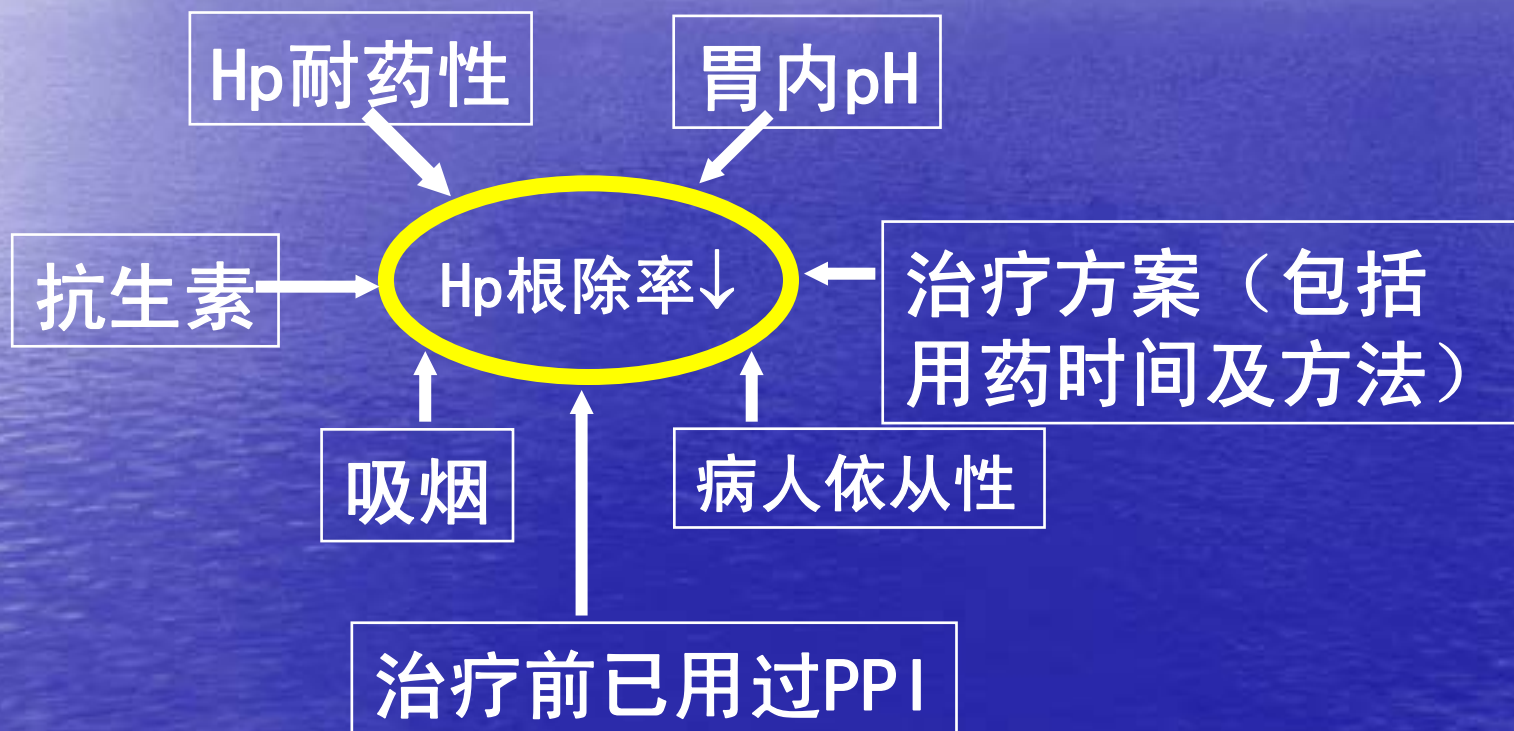 Hp耐药性
胃内pH
抗生素
Hp根除率↓
治疗方案（包括
用药时间及方法）
吸烟
病人依从性
治疗前已用过PPI